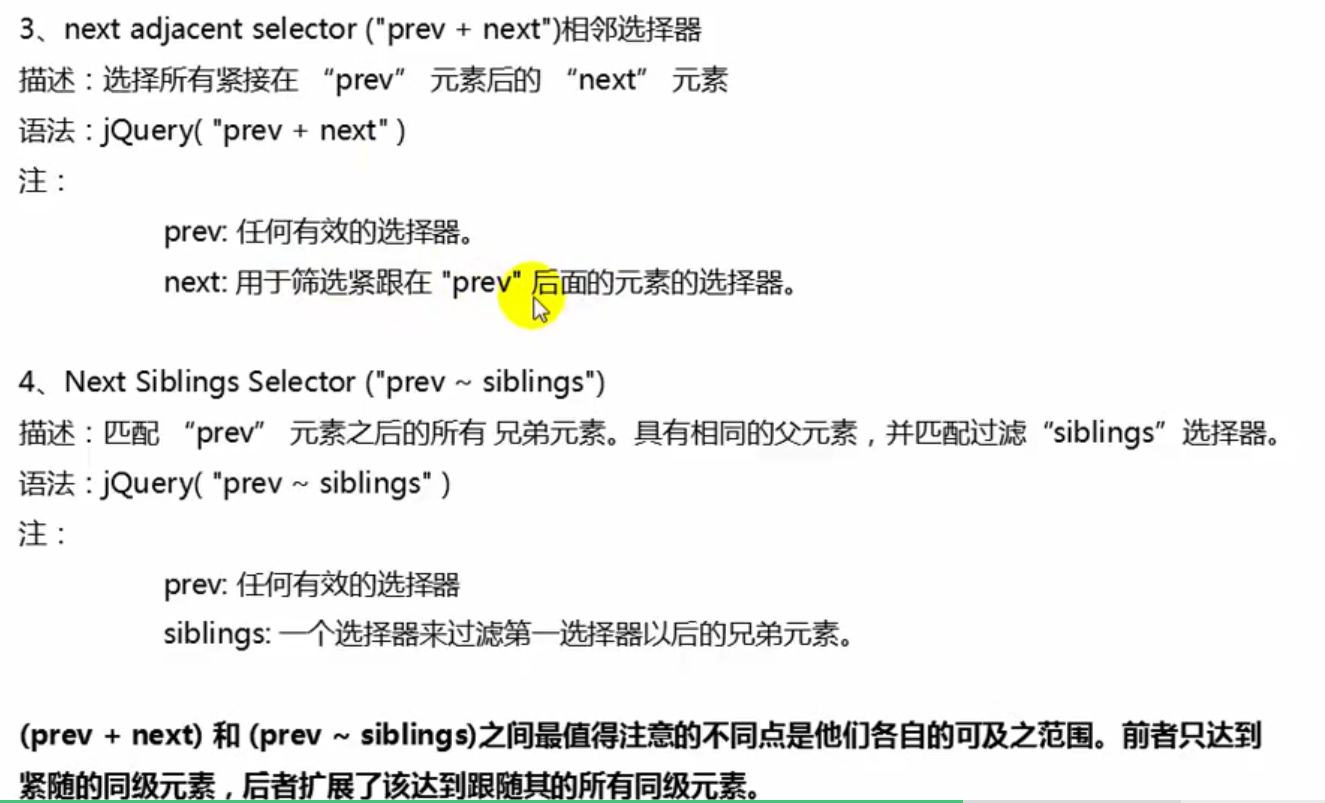 3、next adjacent selector ("prev + next")相邻选择器
描述：选择所有紧接在 “prev” 元素后的 “next” 元素
语法：jQuery( "prev + next" )
注：
prev: 任何有效的选择器。
next: 用于筛选紧跟在 "prev" 后面的元素的选择器。
4、Next Siblings Selector ("prev ~ siblings")
描述：匹配 “prev” 元素之后的所有 兄弟元素。具有相同的父元素，并匹配过滤“siblings”选择器。
语法：jQuery( "prev ~ siblings" )
注：
prev: 任何有效的选择器
siblings: 一个选择器来过滤第一选择器以后的兄弟元素。
(prev + next) 和 (prev ~ siblings)之间最值得注意的不同点是他们各自的可及之范围。前者只达到
紧随的同级元素，后者扩展了该达到跟随其的所有同级元素。